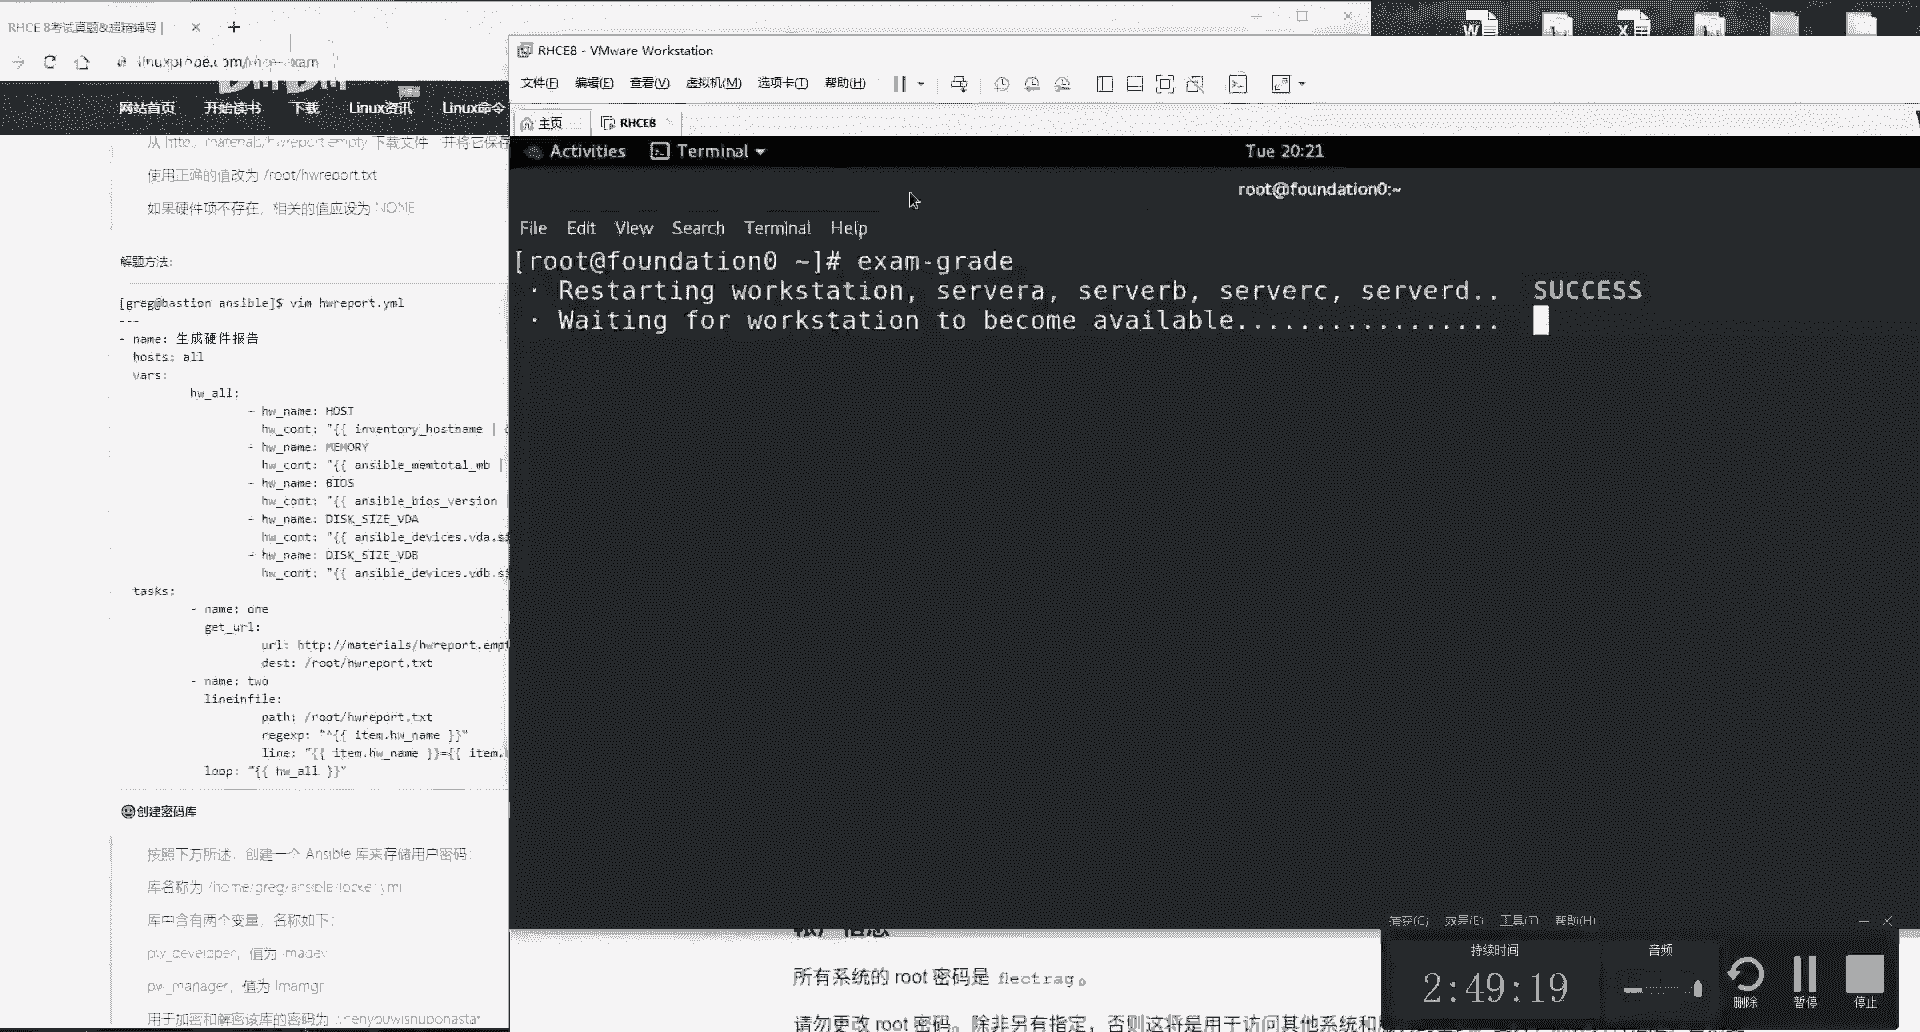 RHCE 8考试真题&超精辅导 |
linuxprobe.com/rhce-exam
网站首页 开始读书 下载 Linux资讯 Linux命令
下载文件
使用正确的值改为 /root/hwreport.txt
如果硬件项不存在，相关的值应设为 NONE
解题方法:
[greg@bastion ansible]$ vim hwreport.yml
---
- name: 生成硬件报告
hosts: all
vars:
hw_all:
- hw_name: HOST
hw_cont: "{{ inventory_hostname |
- hw_name: MEMORY
hw_cont: "{{ ansible_memtotal_mb |
- hw_name: BIOS
hw_cont: "{{ ansible_bios_version
- hw_name: DISK_SIZE_VDA
hw_cont: "{{ ansible_devices.vda.s
- hw_name: DISK_SIZE_VDB
hw_cont: "{{ ansible_devices.vdb.s
tasks:
- name: one
get_url:
url: http://materials/hwreport.empt
dest: /root/hwreport.txt
- name: two
lineinfile:
path: /root/hwreport.txt
regexp: "^{{ item.hw_name }}"
line: "{{ item.hw_name }}={{ item.
loop: "{{ hw_all }}"
创建密码库
按照下方所述，创建一个 Ansible 库来存储用户密码：
库名称为 /home/greg/ansible/locker.yml
库中含有两个变量，名称如下：
pw_developer，值为 Imadev
pw_manager，值为 Imamgr
用于加密和解密该库的密码为
RHCE8 - VMware Workstation
文件(F) 编辑(E) 查看(V) 虚拟机(M) 选项卡(T) 帮助(H)
主页 RHCE8
Activities Terminal Tue 20:21
root@foundation0:~
File Edit View Search Terminal Help
[root@foundation0 ~]# exam-grade
· Restarting workstation, servera, serverb, serverc, serverd.. SUCCESS
· Waiting for workstation to become available.................
所有系统的 root 密码是 flectrag。
请勿更改 root 密码。除非另有指定，否则这将是用于访问其他系统和
捕获(C) 效果(E) 工具(T) 帮助(H)
持续时间 音频
2:49:19
删除 暂停 停止